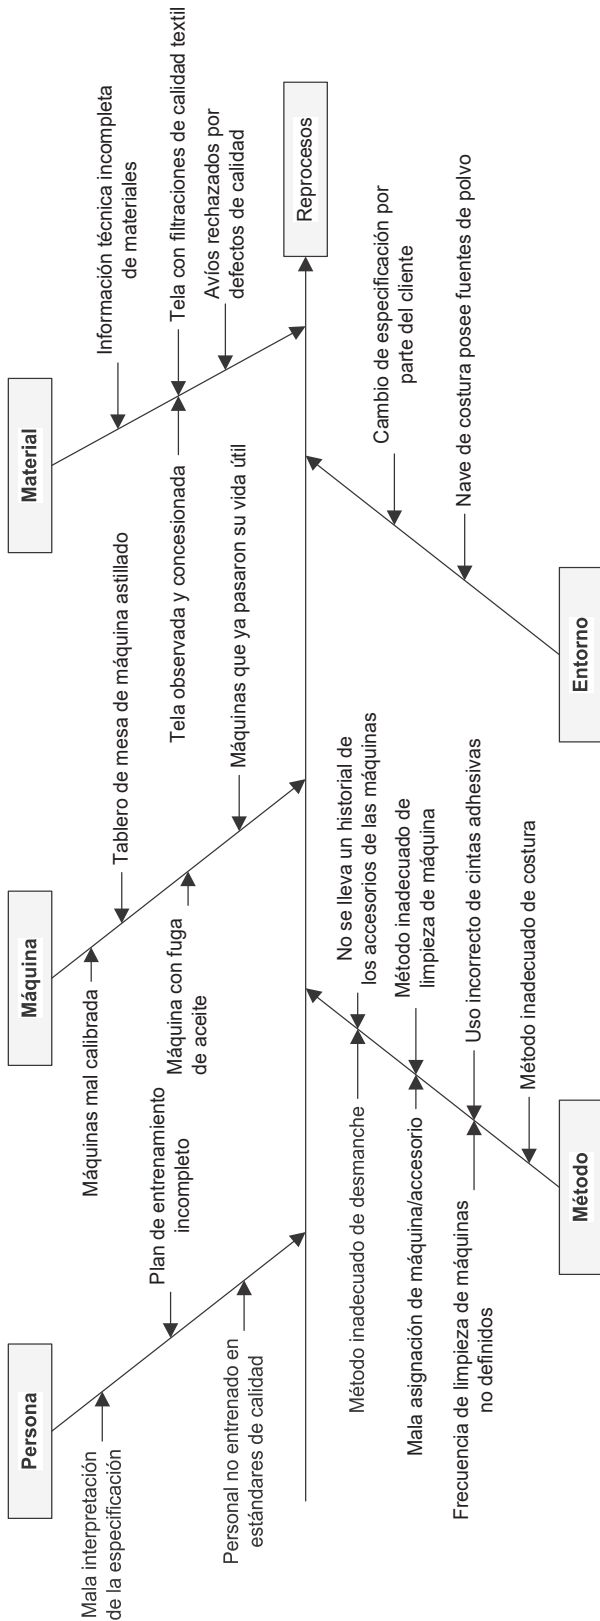 Persona
Mala interpretación
de la especificación
Plan de entrenamiento
incompleto
Personal no entrenado en
estándares de calidad
Máquina
Máquinas mal calibrada
Tablero de mesa de máquina astillado
Máquina con fuga
de aceite
Máquinas que ya pasaron su vida útil
Material
Información técnica incompleta
de materiales
Tela observada y concesionada
Tela con filtraciones de calidad textil
Avíos rechazados por
defectos de calidad
Reprocesos
Método inadecuado de desmanche
No se lleva un historial de
los accesorios de las máquinas
Mala asignación de máquina/accesorio
Método inadecuado de
limpieza de máquina
Frecuencia de limpieza de máquinas
no definidos
Uso incorrecto de cintas adhesivas
Método inadecuado de costura
Método
Cambio de especificación por
parte del cliente
Nave de costura posee fuentes de polvo
Entorno